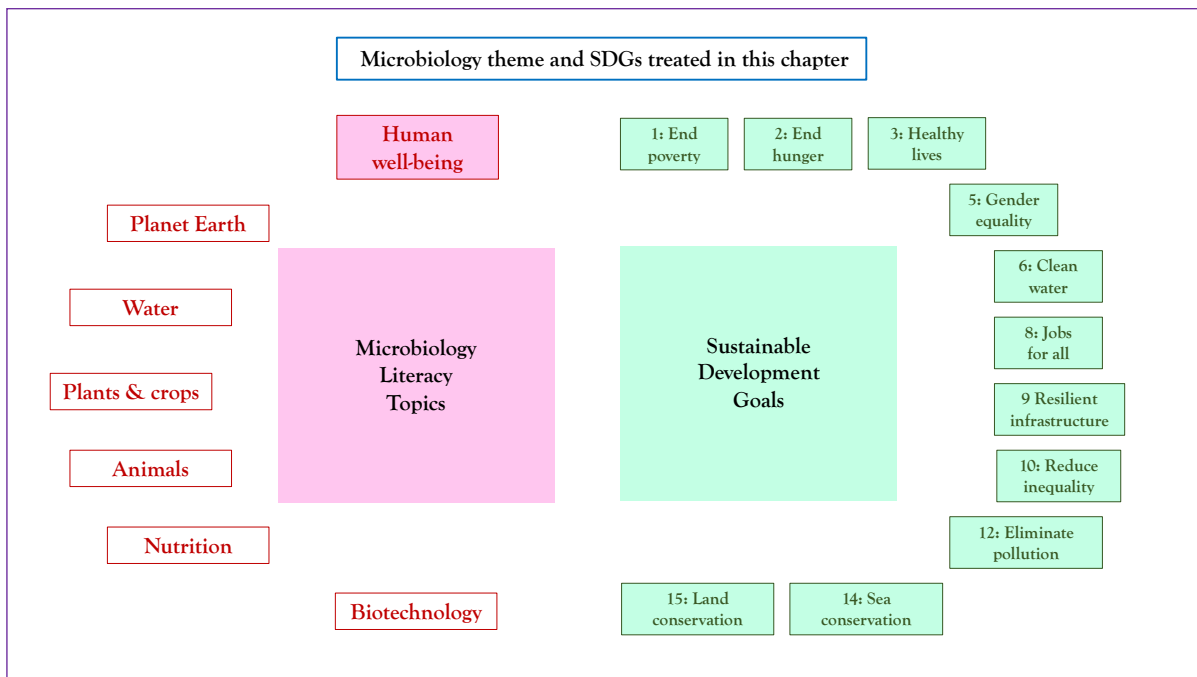 Microbiology theme and SDGs treated in this chapter
Human
well-being
Planet Earth
Water
Plants & crops
Animals
Nutrition
Biotechnology
Microbiology
Literacy
Topics
Sustainable
Development
Goals
1: End
poverty
2: End
hunger
3: Healthy
lives
5: Gender
equality
6: Clean
water
8: Jobs
for all
9 Resilient
infrastructure
10: Reduce
inequality
12: Eliminate
pollution
14: Sea
conservation
15: Land
conservation